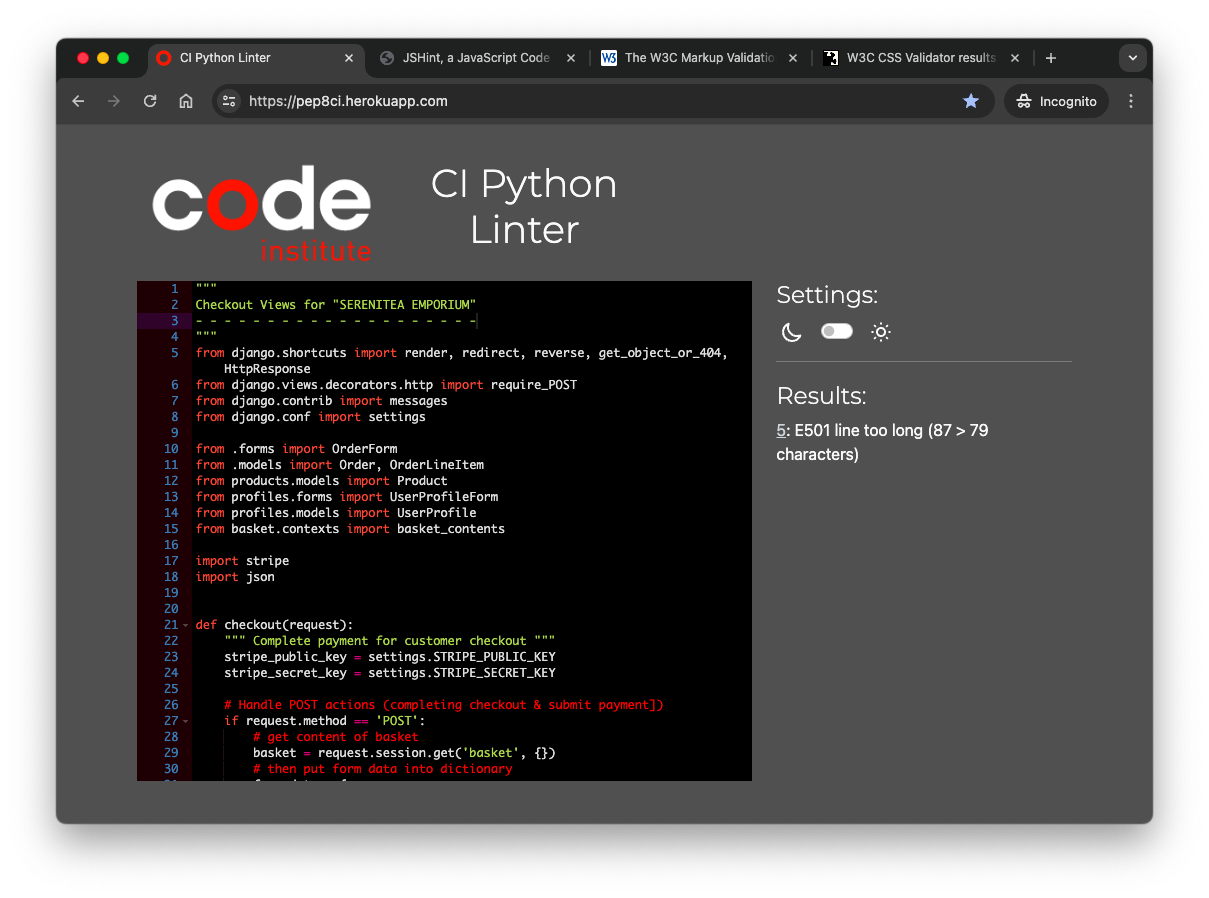 CI Python Linter
JSHint, a JavaScript Code
The W3C Markup Validatio
W3C CSS Validator results
https://pep8ci.herokuapp.com
Incognito
code
institute
CI Python
Linter
1 """
2 Checkout Views for "SERENITEA EMPORIUM"
3 - - - - - - - - - - - - - - - - - - - -
4 """
5 from django.shortcuts import render, redirect, reverse, get_object_or_404,
HttpResponse
6 from django.views.decorators.http import require_POST
7 from django.contrib import messages
8 from django.conf import settings
9
10 from .forms import OrderForm
11 from .models import Order, OrderLineItem
12 from products.models import Product
13 from profiles.forms import UserProfileForm
14 from profiles.models import UserProfile
15 from basket.contexts import basket_contents
16
17 import stripe
18 import json
19
20
21 def checkout(request):
22 """ Complete payment for customer checkout """
23 stripe_public_key = settings.STRIPE_PUBLIC_KEY
24 stripe_secret_key = settings.STRIPE_SECRET_KEY
25
26 # Handle POST actions (completing checkout & submit payment])
27 if request.method == 'POST':
28 # get content of basket
29 basket = request.session.get('basket', {})
30 # then put form data into dictionary
Settings:
Results:
5: E501 line too long (87 > 79
characters)